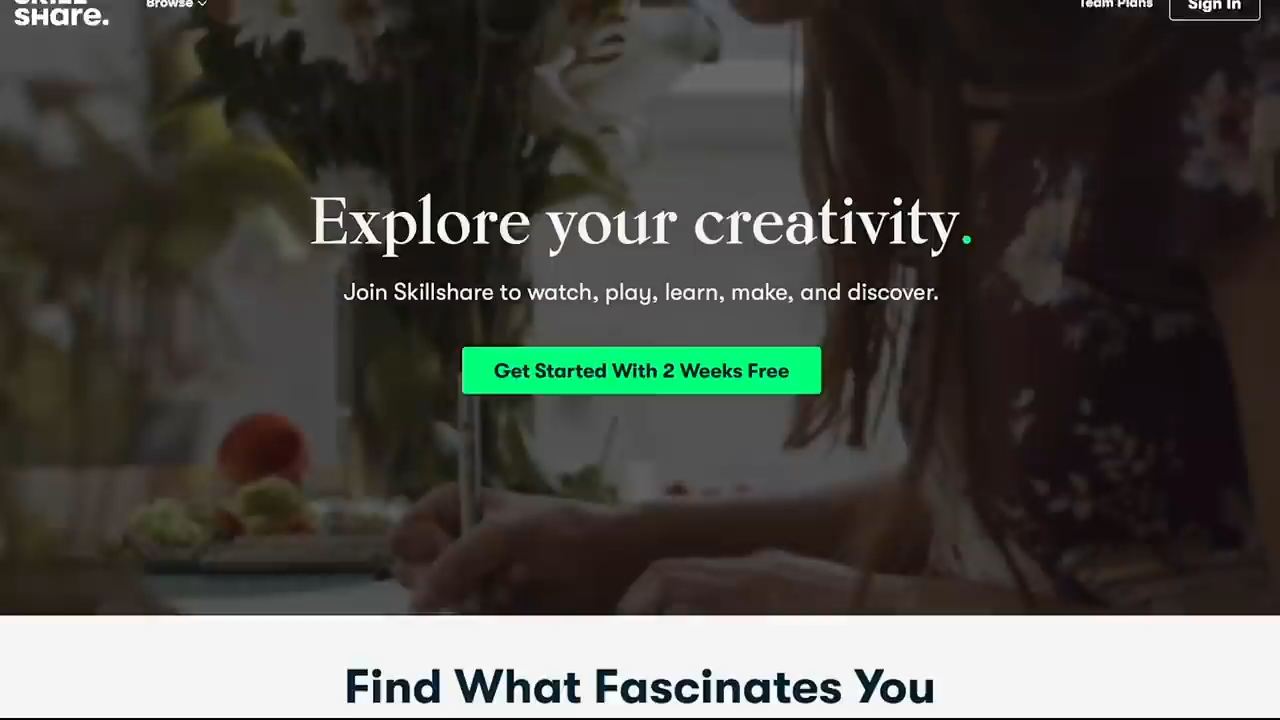 SKILL
share.
Browse
Team Plans
Sign In
Explore your creativity.
Join Skillshare to watch, play, learn, make, and discover.
Get Started With 2 Weeks Free
Find What Fascinates You